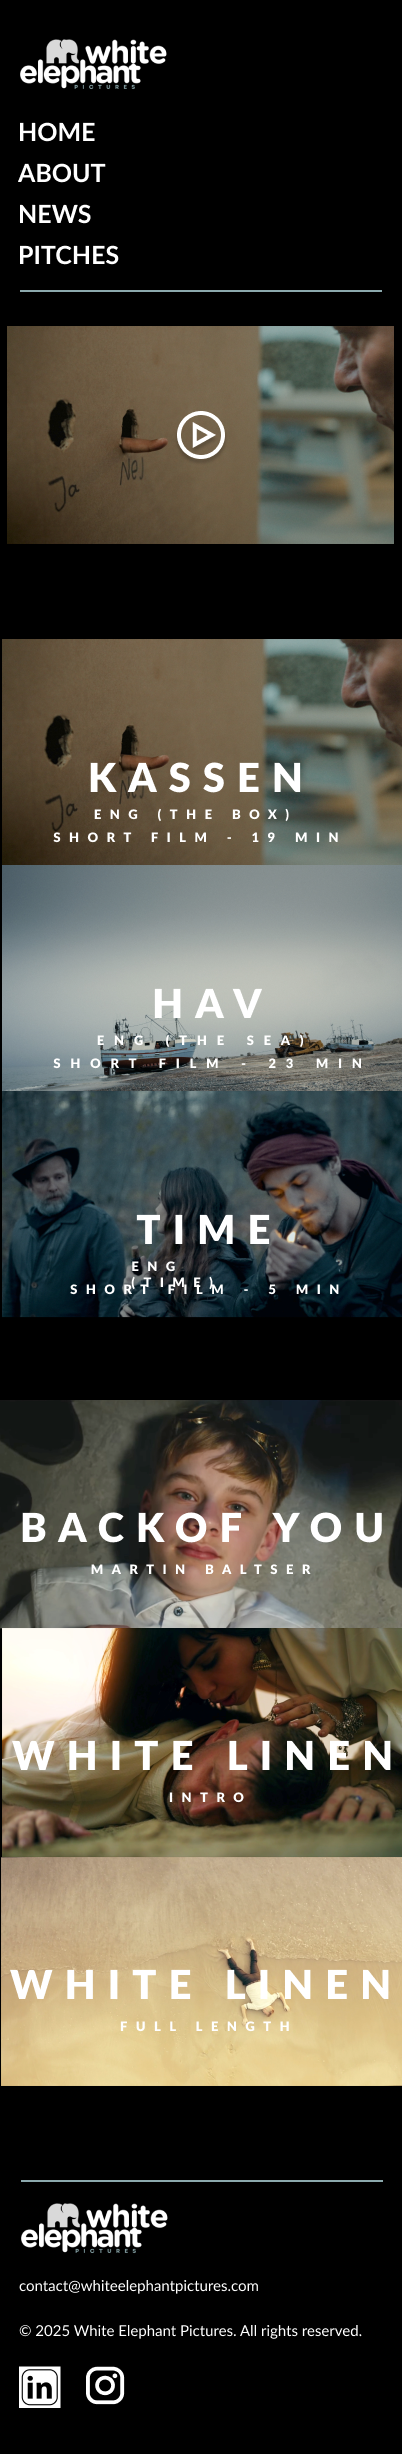 white
elephant
PICTURES
HOME
ABOUT
NEWS
PITCHES
Ja
Nej
Ja
KASSEN
ENG (THE BOX)
SHORT FILM - 19 MIN
HAV
ENG (THE SEA)
SHORT FILM - 23 MIN
TIME
ENG
(TIME)
SHORT FILM - 5 MIN
BACKOF YOU
MARTIN BALTSER
WHITE LINEN
INTRO
WHITE LINEN
FULL LENGTH
white
elephant
PICTURES
contact@whiteelephantpictures.com
© 2025 White Elephant Pictures. All rights reserved.
in